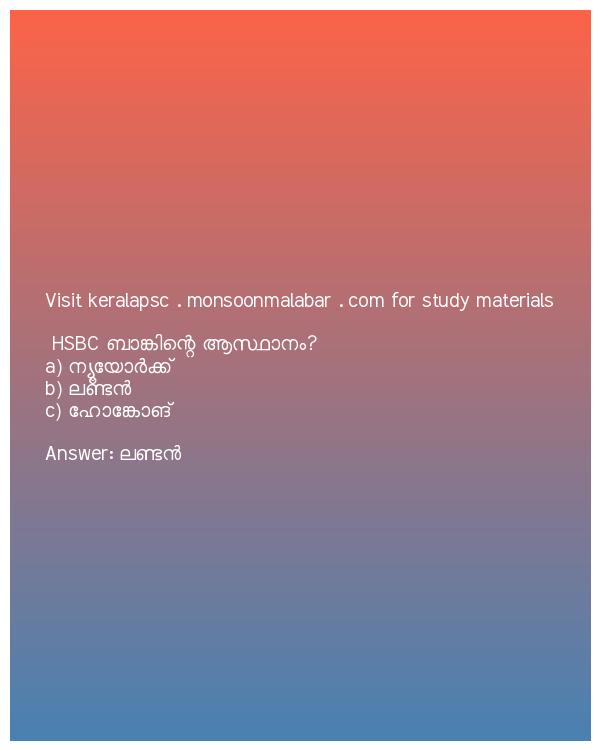 Visit keralapsc . monsoonmalabar . com for study materials
HSBC ബാങ്കിന്റെ ആസ്ഥാനം?
a) ന്യൂയോർക്ക്
b) ലണ്ടൻ
c) ഹോങ്കോങ്
Answer: ലണ്ടൻ